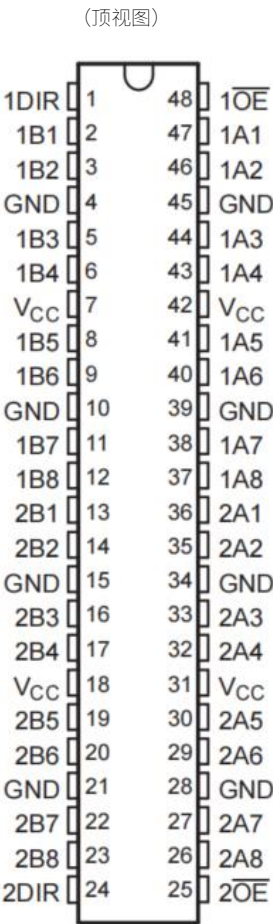 (顶视图)
1DIR 1 48 1O̅E̅
1B1 2 47 1A1
1B2 3 46 1A2
GND 4 45 GND
1B3 5 44 1A3
1B4 6 43 1A4
VCC 7 42 VCC
1B5 8 41 1A5
1B6 9 40 1A6
GND 10 39 GND
1B7 11 38 1A7
1B8 12 37 1A8
2B1 13 36 2A1
2B2 14 35 2A2
GND 15 34 GND
2B3 16 33 2A3
2B4 17 32 2A4
VCC 18 31 VCC
2B5 19 30 2A5
2B6 20 29 2A6
GND 21 28 GND
2B7 22 27 2A7
2B8 23 26 2A8
2DIR 24 25 2O̅E̅